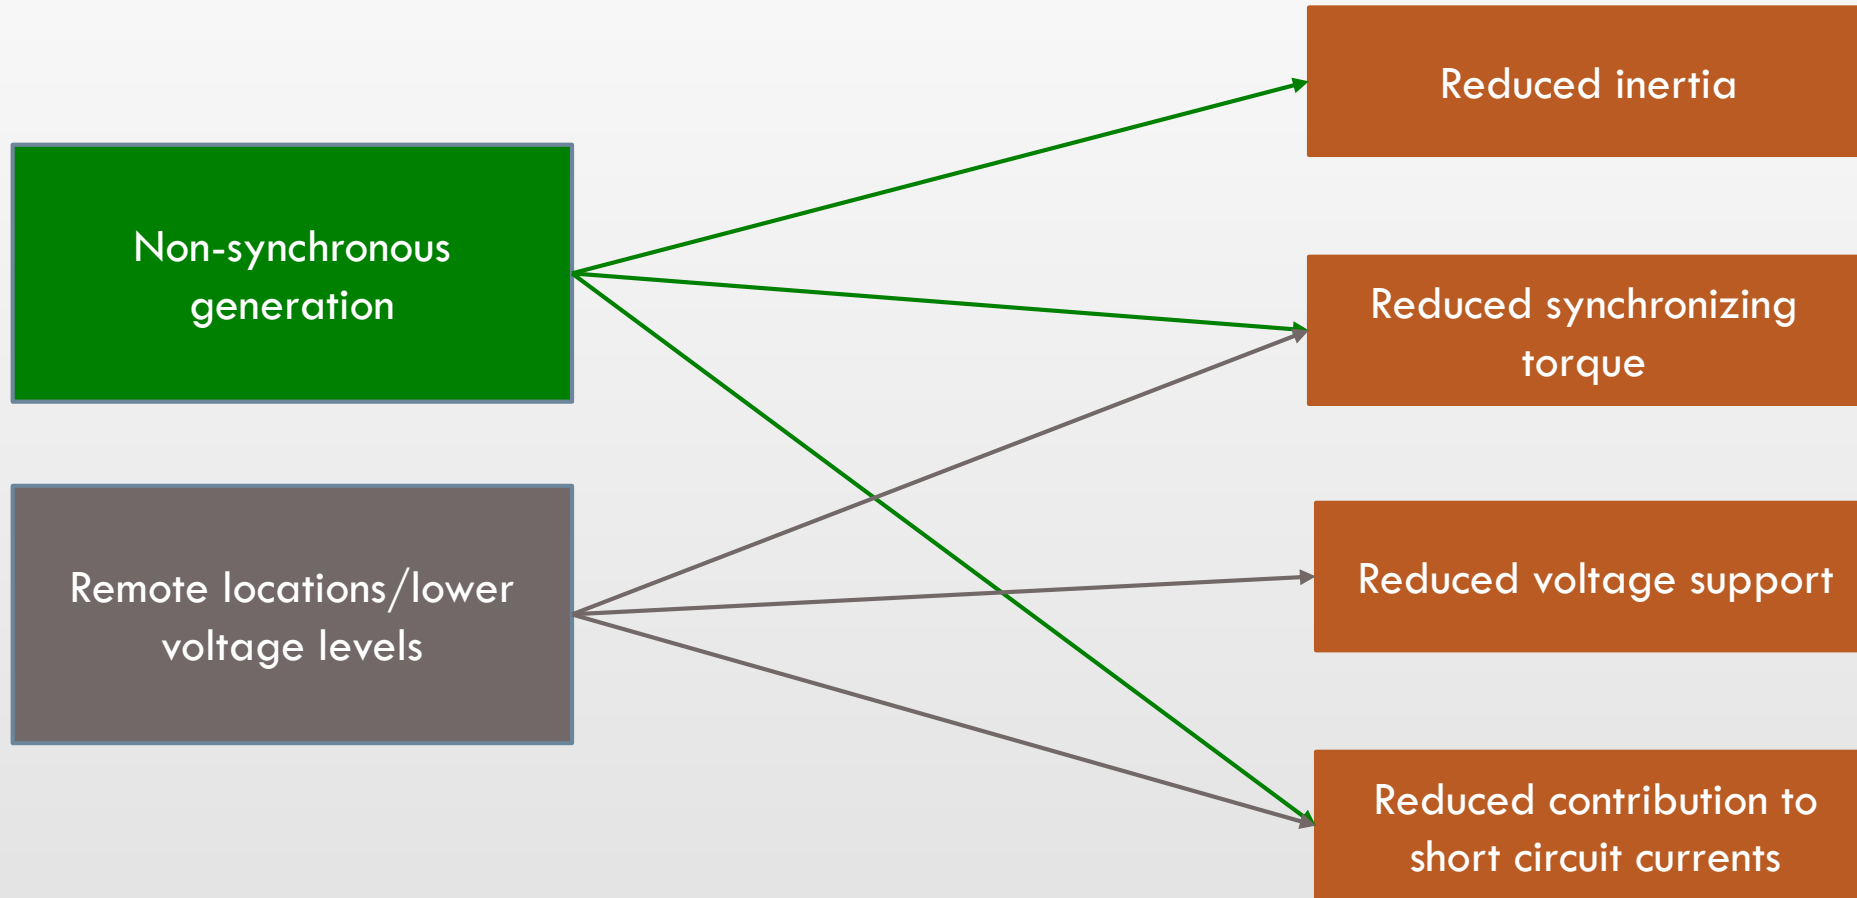 Non-synchronous
generation
Remote locations/lower
voltage levels
Reduced inertia
Reduced synchronizing
torque
Reduced voltage support
Reduced contribution to
short circuit currents